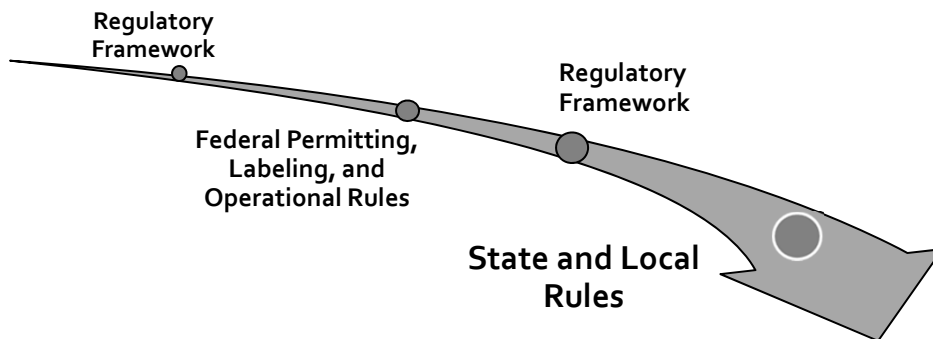 Regulatory
Framework
Federal Permitting,
Labeling, and
Operational Rules
Regulatory
Framework
State and Local
Rules